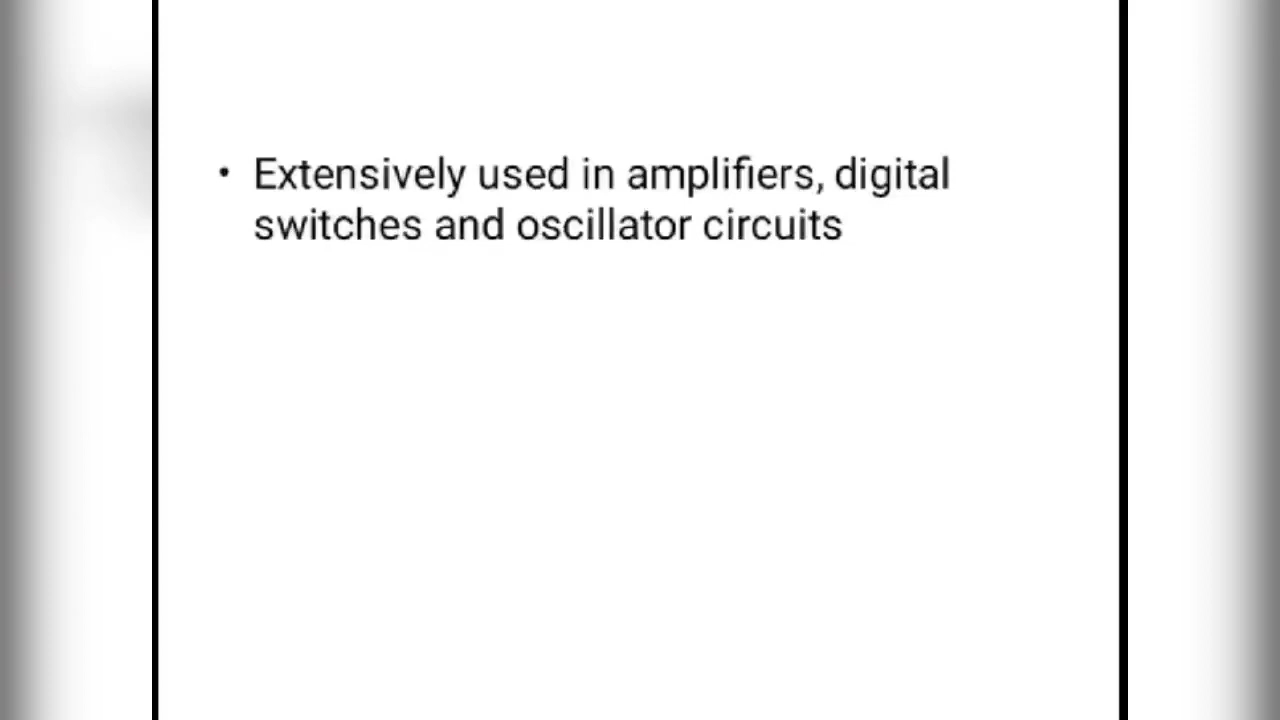 • Extensively used in amplifiers, digital
switches and oscillator circuits